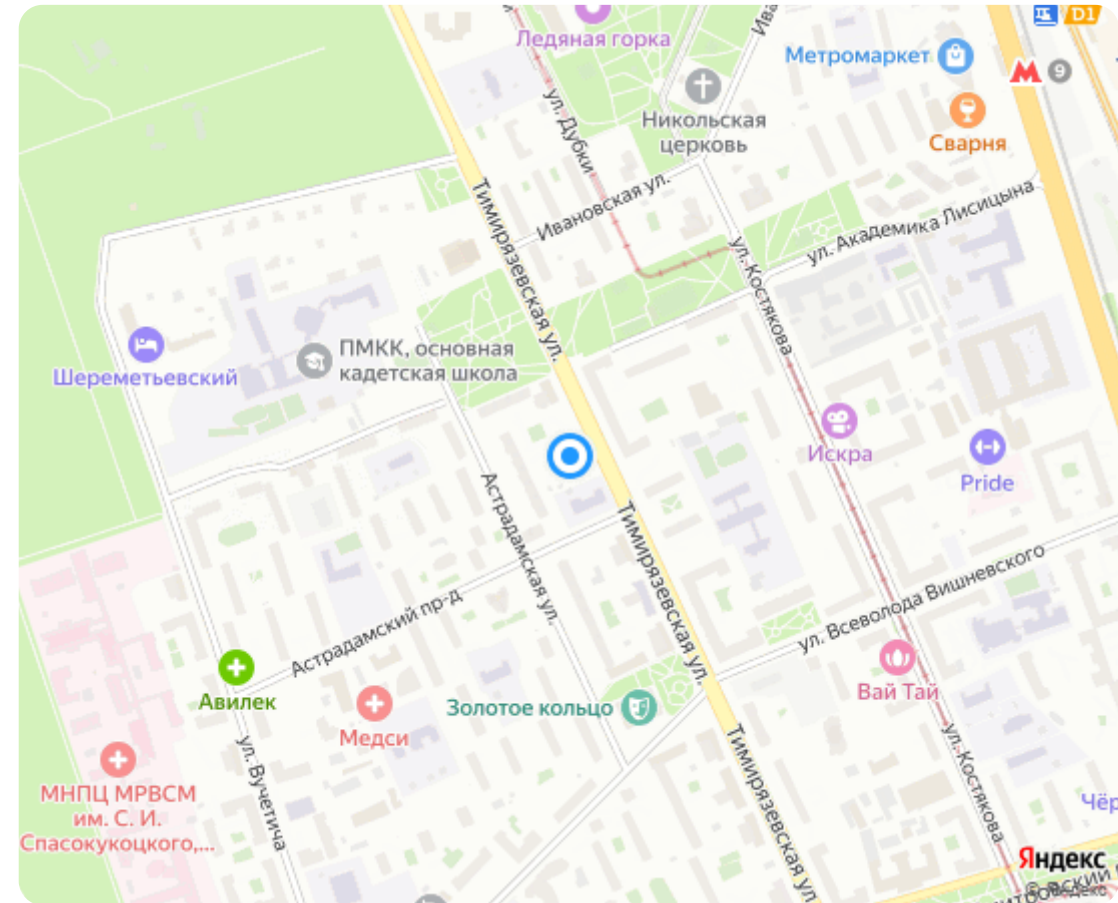 D1
Ледяная горка
Ива
Метромаркет
9
ул. Дубки
Никольская
церковь
Сварня
Тимирязевская ул.
Ивановская ул.
ул. Академика Лисицына
ул. Костякова
ПМКК, основная
кадетская школа
Шереметьевский
Искра
Pride
Астрадамская ул.
Тимирязевская ул.
ул. Всеволода Вишневского
Астрадамский пр-д
Авилек
Вай Тай
Медси
Золотое кольцо
ул. Вучетича
Тимирязевская ул.
ул. Костякова
МНПЦ МРВСМ
им. С. И.
Спасокукоцкого,...
Чёр
Яндекс